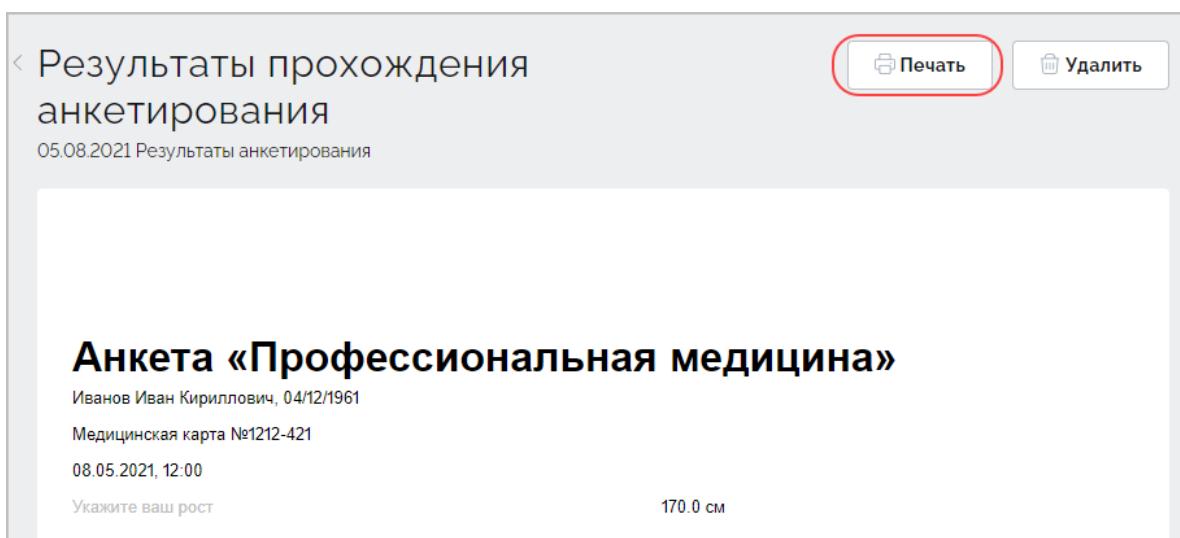 Результаты прохождения
анкетирования
Печать
Удалить
05.08.2021 Результаты анкетирования
Анкета «Профессиональная медицина»
Иванов Иван Кириллович, 04/12/1961
Медицинская карта №1212-421
08.05.2021, 12:00
Укажите ваш рост 170.0 см